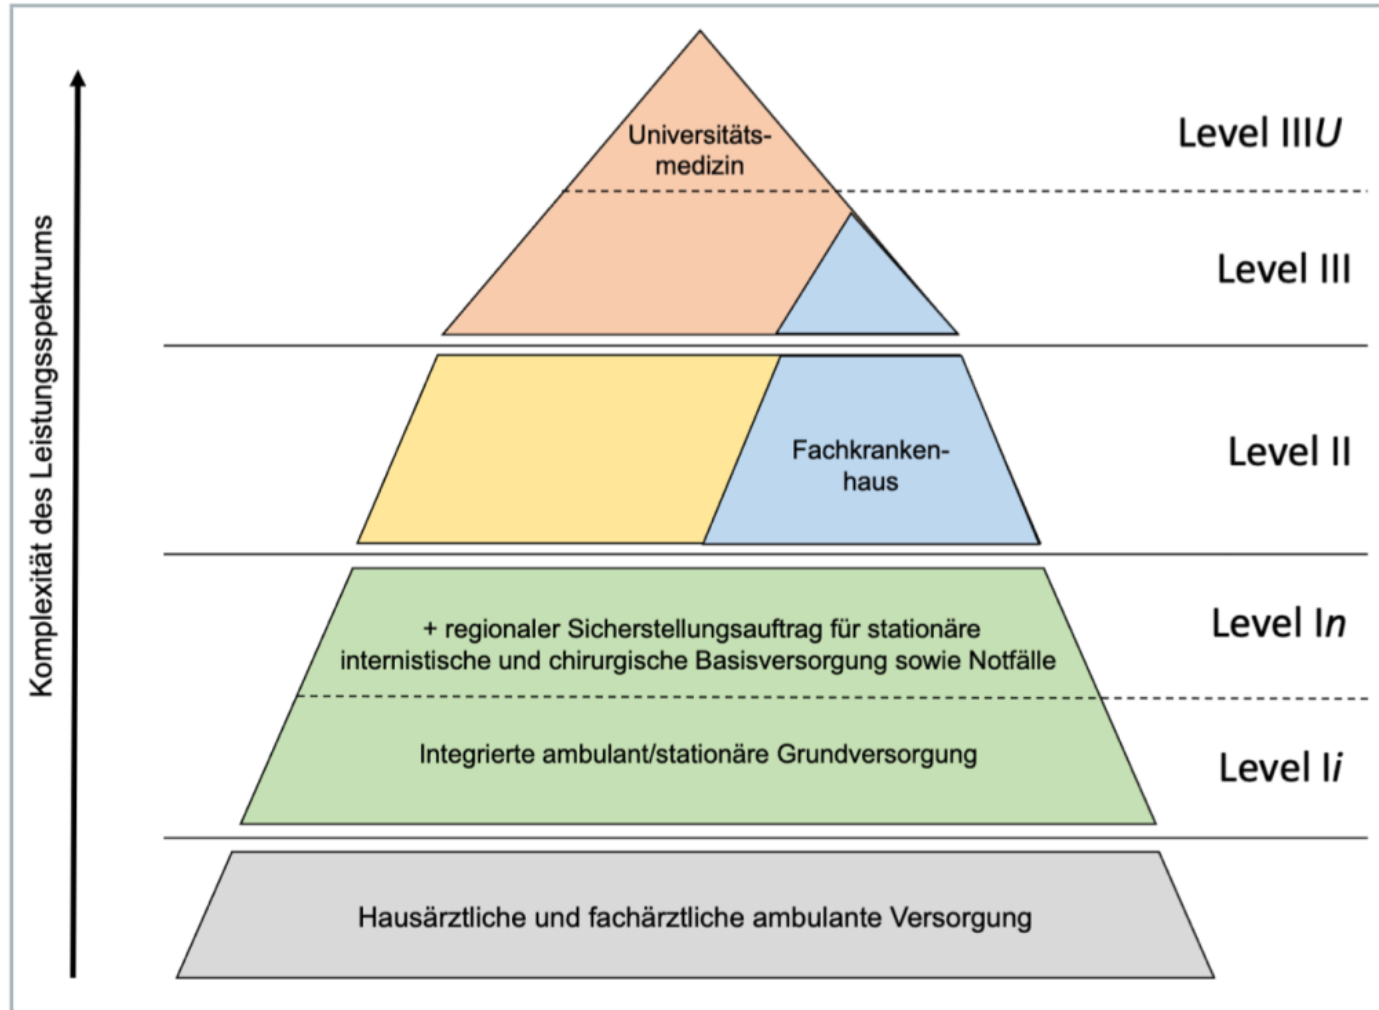 Komplexität des Leistungsspektrums
Universitäts-
medizin
Level IIIU
Level III
Fachkranken-
haus
Level II
+ regionaler Sicherstellungsauftrag für stationäre
internistische und chirurgische Basisversorgung sowie Notfälle
Level In
Integrierte ambulant/stationäre Grundversorgung
Level Ii
Hausärztliche und fachärztliche ambulante Versorgung